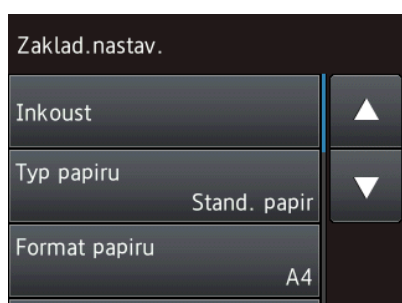 Zaklad.nastav.
Inkoust
Typ papiru
Stand. papir
Format papiru
A4